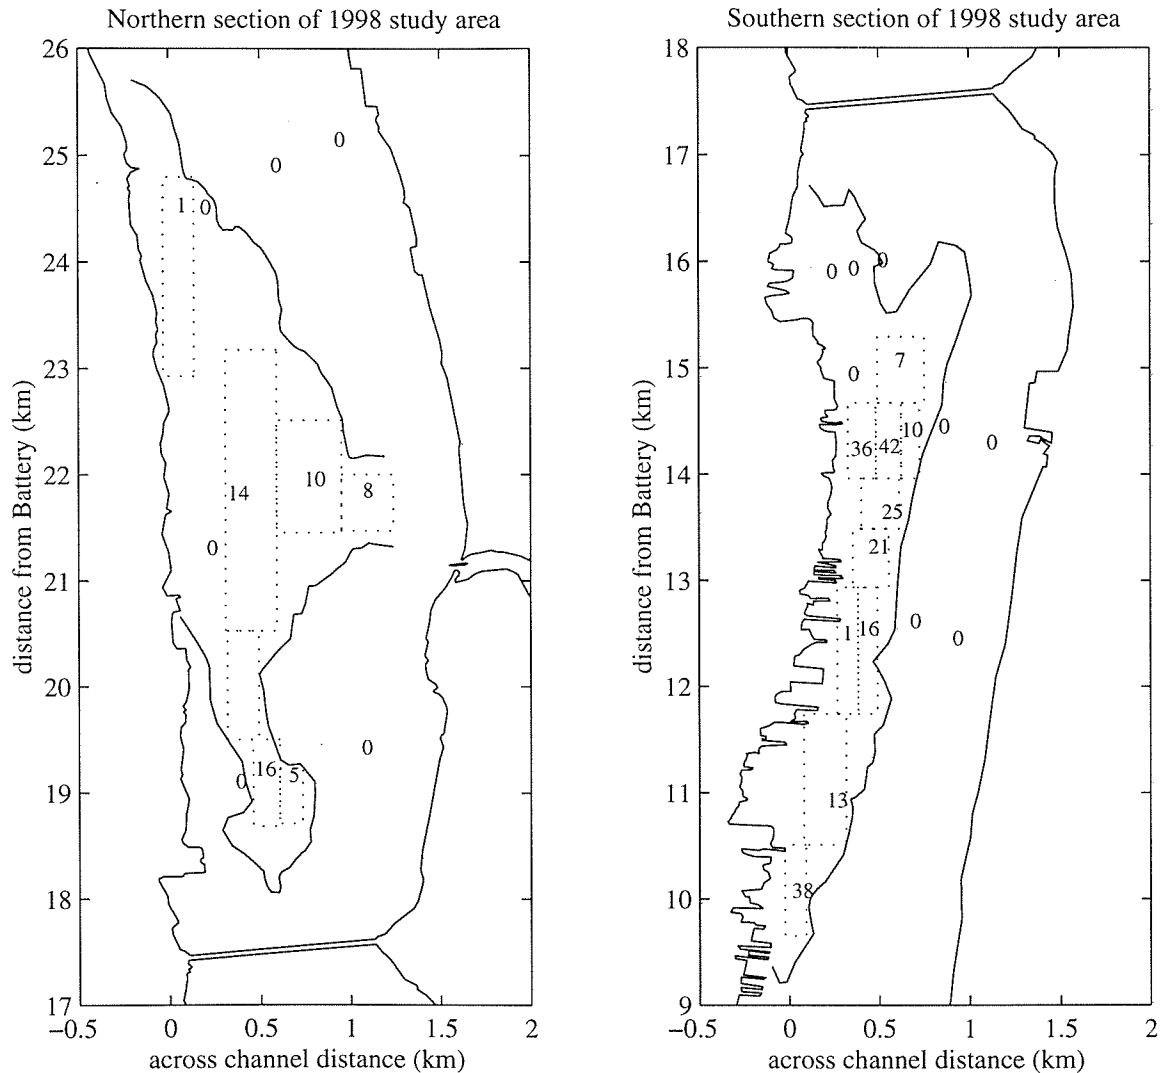 Northern section of 1998 study area
26
25
24
23
22
21
20
19
18
17
0
0
1 0
14 10 8
0
0
0 16 5
−0.5 0 0.5 1 1.5 2
across channel distance (km)
distance from Battery (km)
Southern section of 1998 study area
18
17
16
15
14
13
12
11
10
9
0 0 0
7
0
36 42 10 0 0
25
21
1 16 0 0
13
38
−0.5 0 0.5 1 1.5 2
across channel distance (km)
distance from Battery (km)